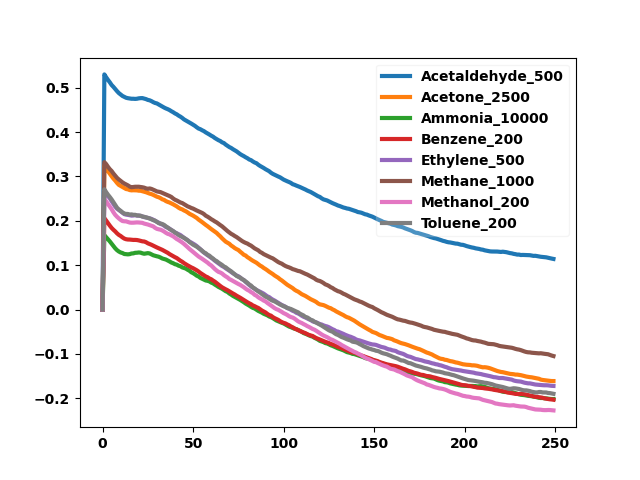 Acetaldehyde_500
Acetone_2500
Ammonia_10000
Benzene_200
Ethylene_500
Methane_1000
Methanol_200
Toluene_200
0.5
0.4
0.3
0.2
0.1
0.0
−0.1
−0.2
0 50 100 150 200 250